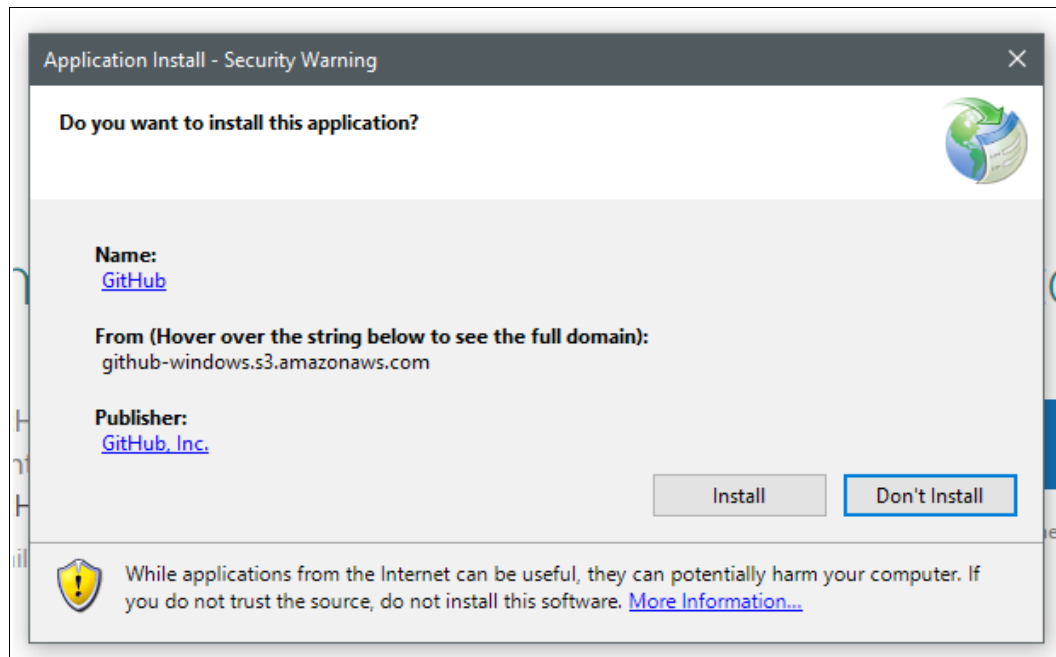 Application Install - Security Warning
Do you want to install this application?
Name:
GitHub
From (Hover over the string below to see the full domain):
github-windows.s3.amazonaws.com
Publisher:
GitHub, Inc.
Install
Don't Install
While applications from the Internet can be useful, they can potentially harm your computer. If
you do not trust the source, do not install this software. More Information...